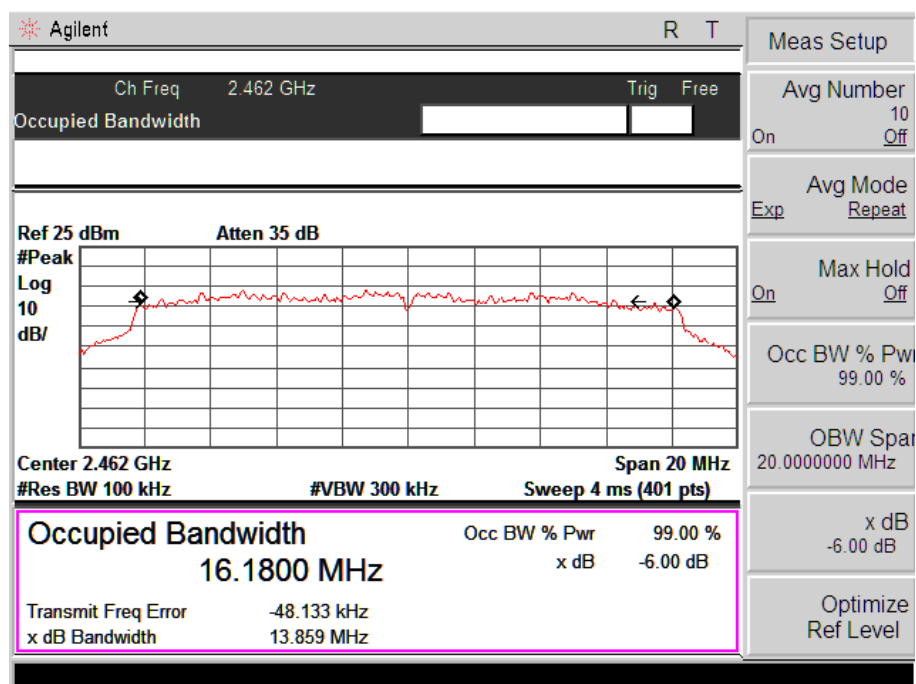 Agilent R T
Ch Freq 2.462 GHz Trig Free
Occupied Bandwidth
Ref 25 dBm Atten 35 dB
#Peak
Log
10
dB/
Center 2.462 GHz Span 20 MHz
#Res BW 100 kHz #VBW 300 kHz Sweep 4 ms (401 pts)
Occupied Bandwidth
16.1800 MHz
Occ BW % Pwr 99.00 %
x dB -6.00 dB
Transmit Freq Error -48.133 kHz
x dB Bandwidth 13.859 MHz
Meas Setup
Avg Number
10
On Off
Avg Mode
Exp Repeat
Max Hold
On Off
Occ BW % Pwr
99.00 %
OBW Span
20.0000000 MHz
x dB
-6.00 dB
Optimize
Ref Level